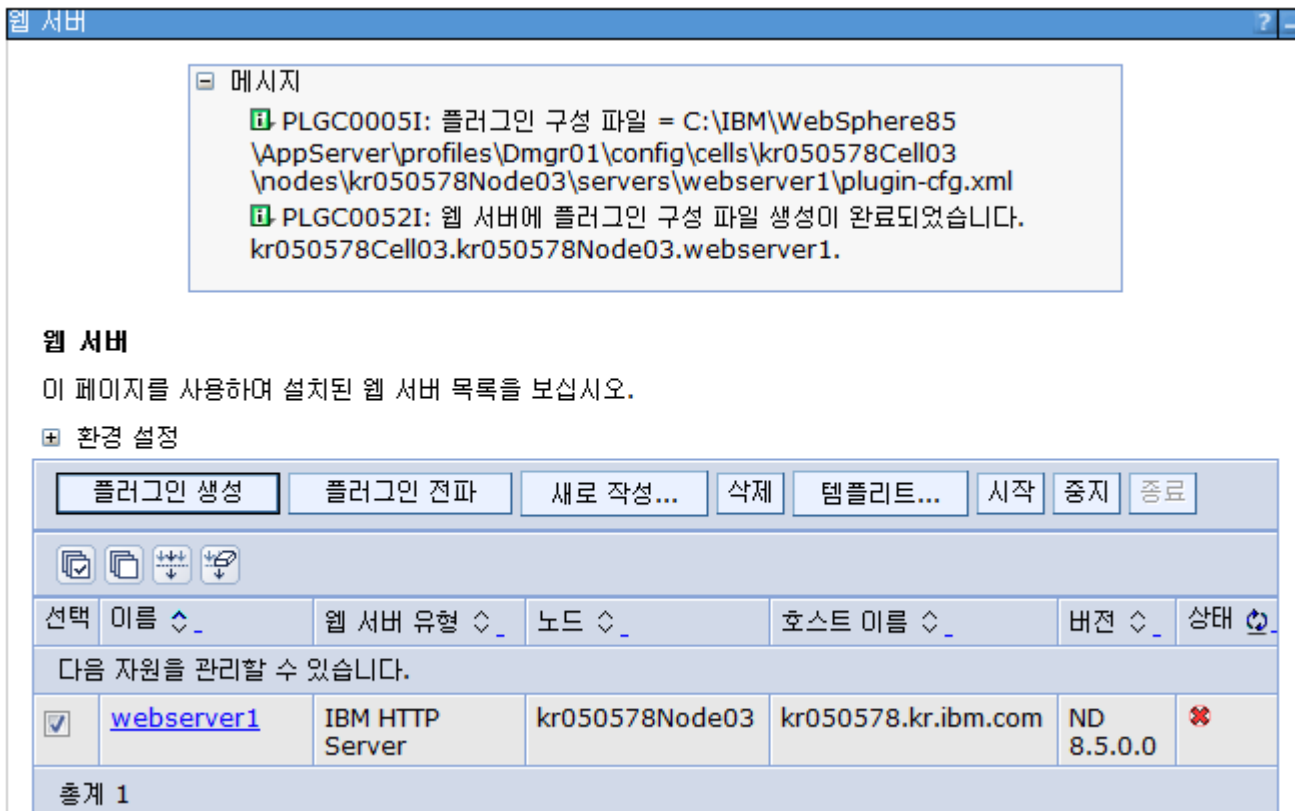 웹 서버
메시지
PLGC0005I: 플러그인 구성 파일 = C:\IBM\WebSphere85
\AppServer\profiles\Dmgr01\config\cells\kr050578Cell03
\nodes\kr050578Node03\servers\webserver1\plugin-cfg.xml
PLGC0052I: 웹 서버에 플러그인 구성 파일 생성이 완료되었습니다.
kr050578Cell03.kr050578Node03.webserver1.
웹 서버
이 페이지를 사용하여 설치된 웹 서버 목록을 보십시오.
환경 설정
플러그인 생성 플러그인 전파 새로 작성... 삭제 템플리트... 시작 중지 종료
선택 이름 웹 서버 유형 노드 호스트 이름 버전 상태
다음 자원을 관리할 수 있습니다.
webserver1 IBM HTTP kr050578Node03 kr050578.kr.ibm.com ND
Server 8.5.0.0
총계 1